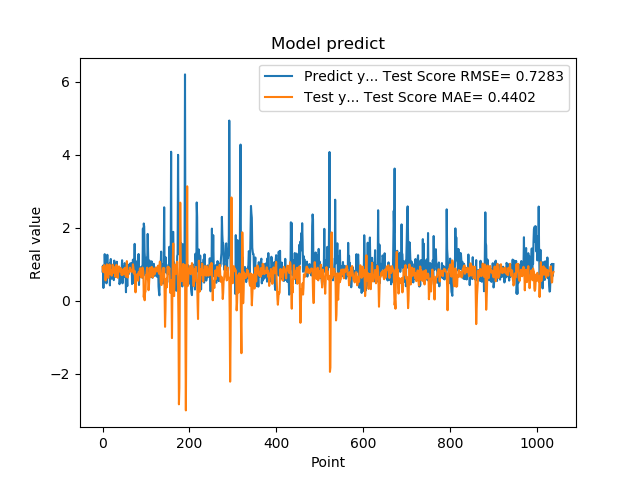 Model predict
Predict y... Test Score RMSE= 0.7283
Test y... Test Score MAE= 0.4402
Real value
6
4
2
0
−2
0 200 400 600 800 1000
Point